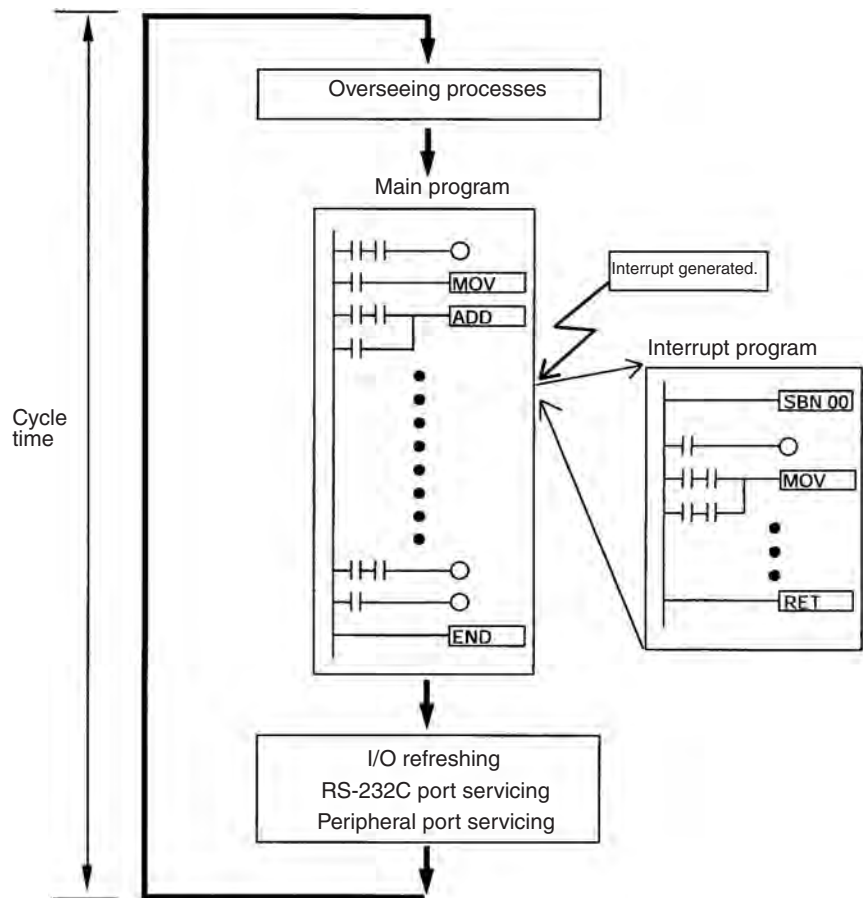 Overseeing processes
Main program
MOV
ADD
END
Interrupt generated.
Interrupt program
SBN 00
MOV
RET
Cycle
time
I/O refreshing
RS-232C port servicing
Peripheral port servicing